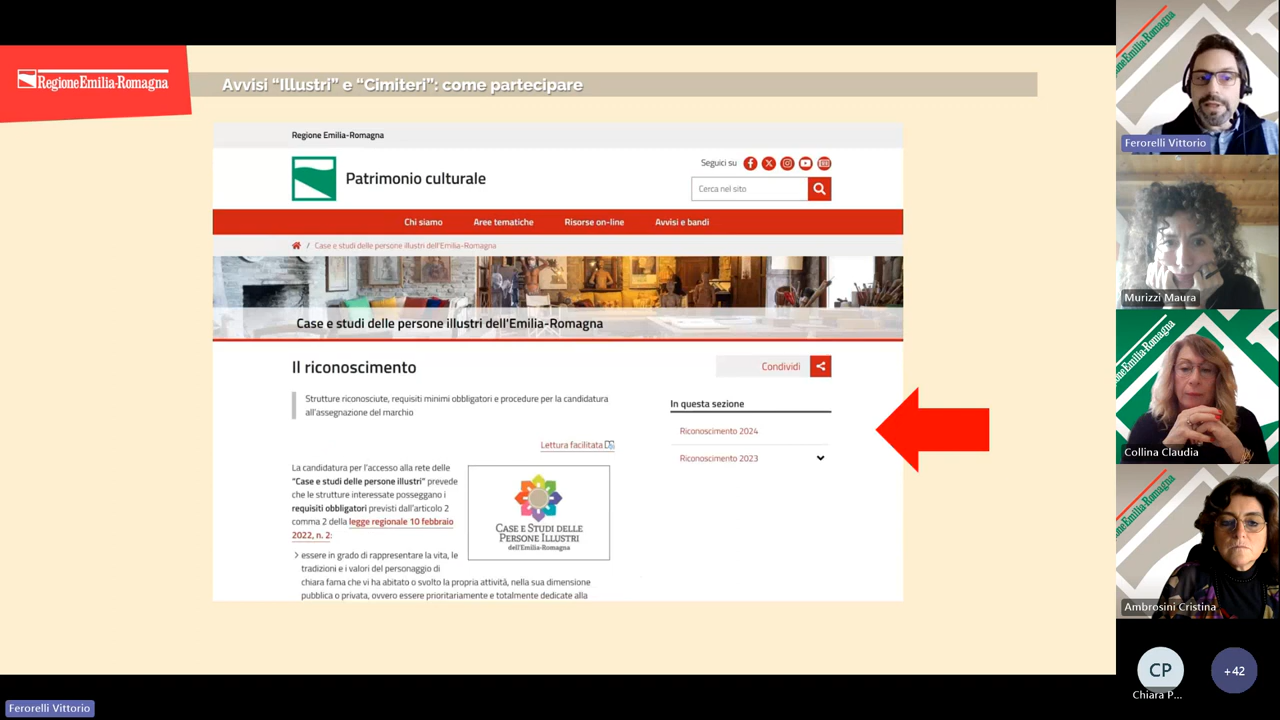 RegioneEmilia-Romagna
Avvisi “Illustri” e “Cimiteri”: come partecipare
Regione Emilia-Romagna
Patrimonio culturale
Seguici su
Cerca nel sito
Chi siamo
Aree tematiche
Risorse on-line
Avvisi e bandi
/ Case e studi delle persone illustri dell'Emilia-Romagna
Case e studi delle persone illustri dell'Emilia-Romagna
Il riconoscimento
Condividi
Strutture riconosciute, requisiti minimi obbligatori e procedure per la candidatura
all'assegnazione del marchio
In questa sezione
Riconoscimento 2024
Riconoscimento 2023
Lettura facilitata
La candidatura per l'accesso alla rete delle
“Case e studi delle persone illustri” prevede
che le strutture interessate posseggano i
requisiti obbligatori previsti dall'articolo 2
comma 2 della legge regionale 10 febbraio
2022, n. 2:
CASE E STUDI DELLE
PERSONE ILLUSTRI
dell'Emilia-Romagna
essere in grado di rappresentare la vita, le
tradizioni e i valori del personaggio di
chiara fama che vi ha abitato o svolto la propria attività, nella sua dimensione
pubblica o privata, ovvero essere prioritariamente e totalmente dedicate alla
Ferorelli Vittorio
RegioneEmilia-Romagna
Ferorelli Vittorio
Murizzi Maura
RegioneEmilia-Romagna
Collina Claudia
RegioneEmilia-Romagna
Ambrosini Cristina
CP
Chiara P...
+42